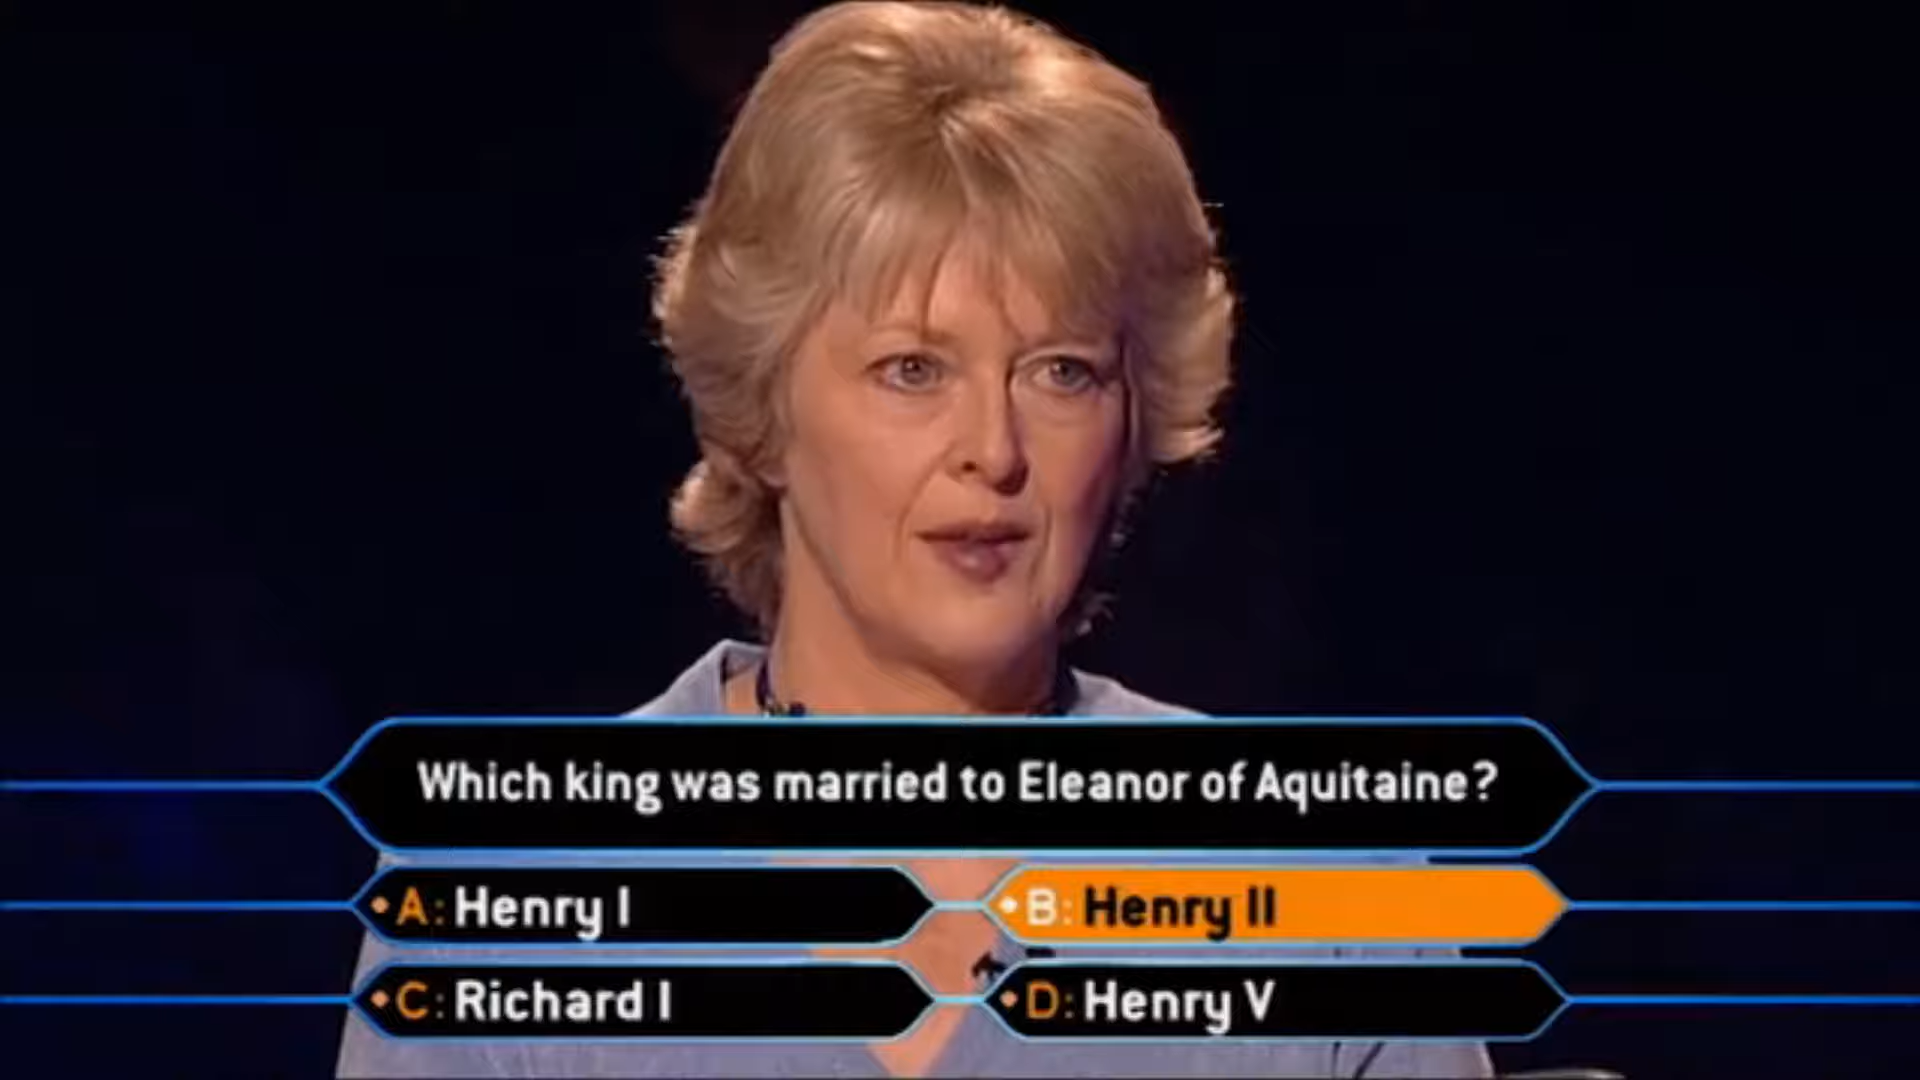 Which king was married to Eleanor of Aquitaine?
A: Henry I
B: Henry II
C: Richard I
D: Henry V